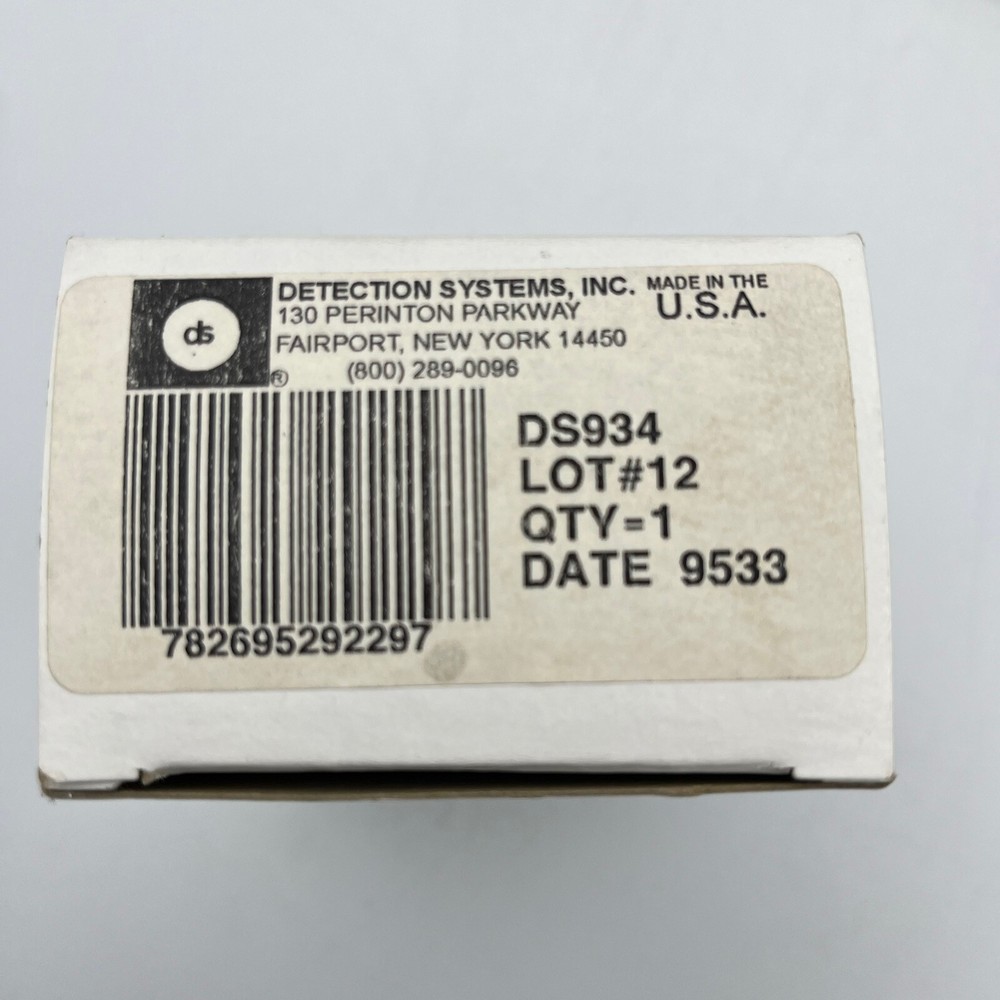 ds
DETECTION SYSTEMS, INC. MADE IN THE
130 PERINTON PARKWAY U.S.A.
FAIRPORT, NEW YORK 14450
® (800) 289-0096
DS934
LOT#12
QTY=1
DATE 9533
782695292297